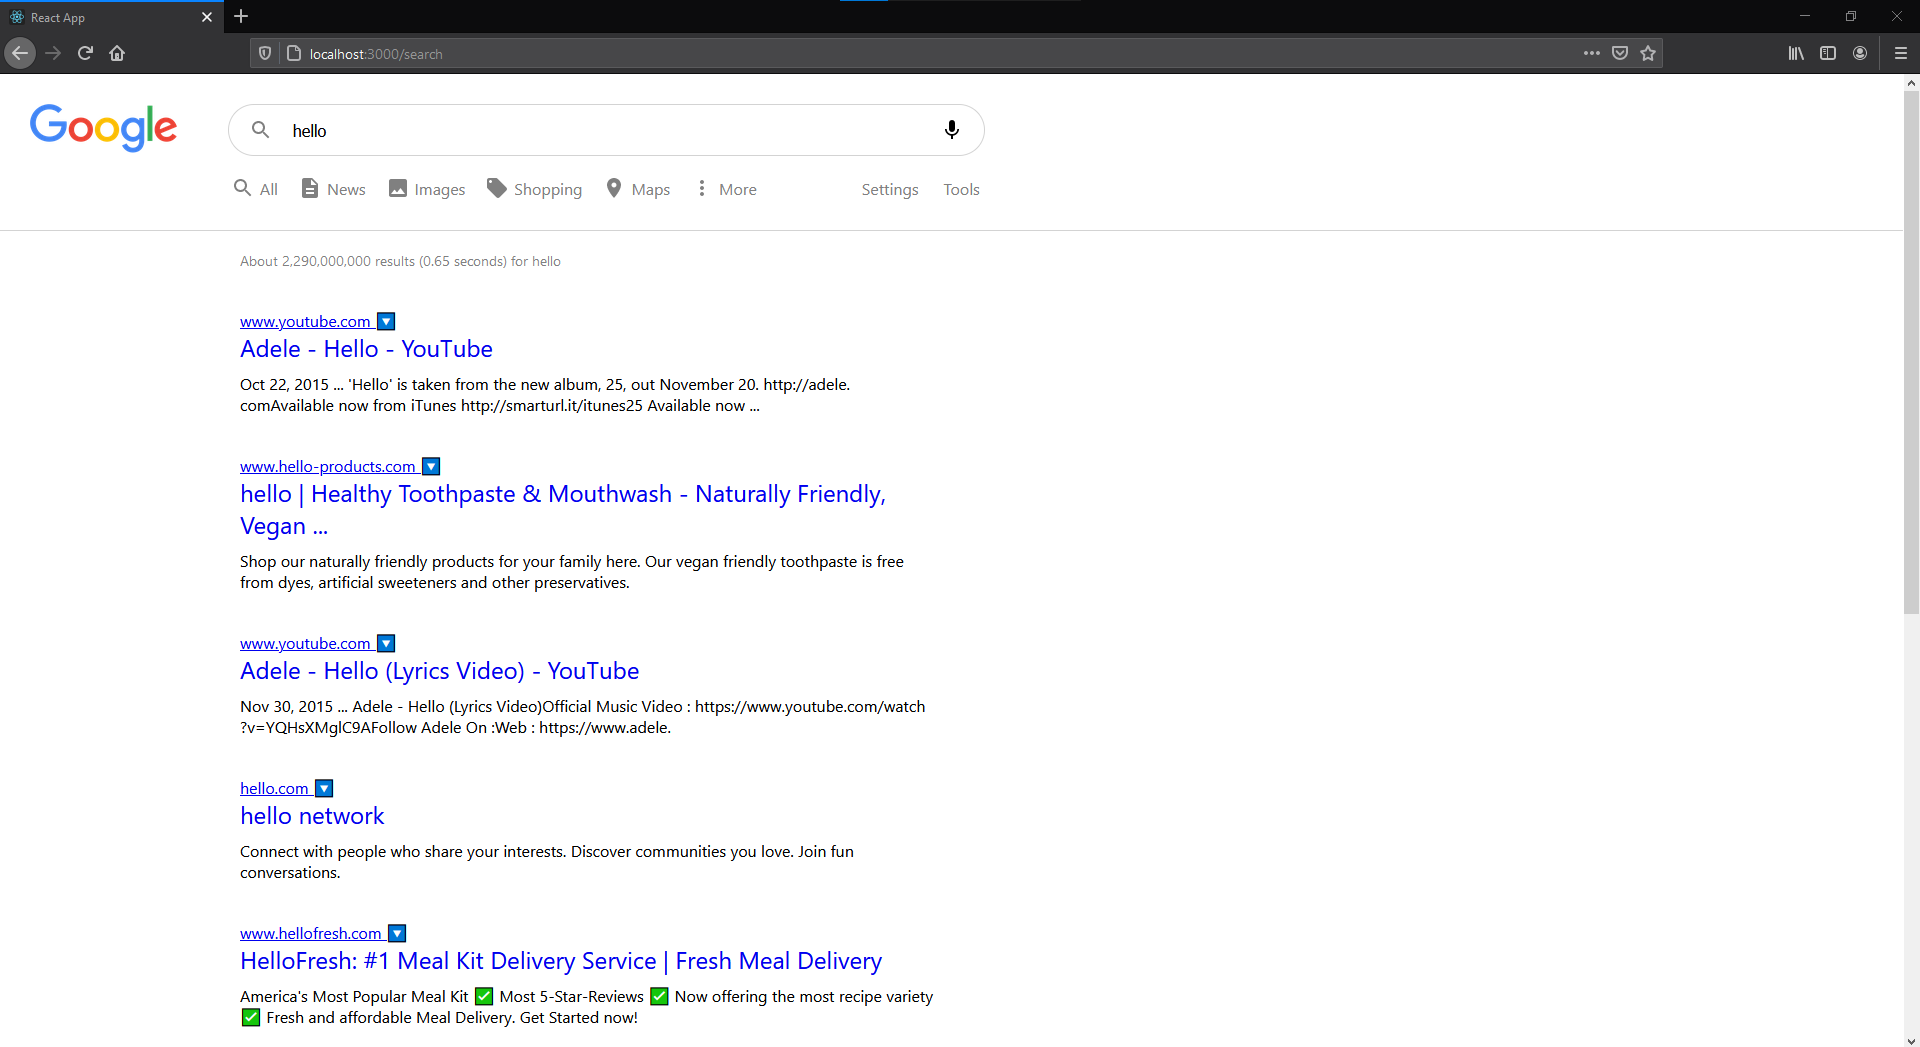 React App
localhost:3000/search
Google
hello
All News Images Shopping Maps More Settings Tools
About 2,290,000,000 results (0.65 seconds) for hello
www.youtube.com
Adele - Hello - YouTube
Oct 22, 2015 ... 'Hello' is taken from the new album, 25, out November 20. http://adele.
comAvailable now from iTunes http://smarturl.it/itunes25 Available now ...
www.hello-products.com
hello | Healthy Toothpaste & Mouthwash - Naturally Friendly,
Vegan ...
Shop our naturally friendly products for your family here. Our vegan friendly toothpaste is free
from dyes, artificial sweeteners and other preservatives.
www.youtube.com
Adele - Hello (Lyrics Video) - YouTube
Nov 30, 2015 ... Adele - Hello (Lyrics Video)Official Music Video : https://www.youtube.com/watch
?v=YQHsXMglC9AFollow Adele On :Web : https://www.adele.
hello.com
hello network
Connect with people who share your interests. Discover communities you love. Join fun
conversations.
www.hellofresh.com
HelloFresh: #1 Meal Kit Delivery Service | Fresh Meal Delivery
America's Most Popular Meal Kit ✅ Most 5-Star-Reviews ✅ Now offering the most recipe variety
✅ Fresh and affordable Meal Delivery. Get Started now!